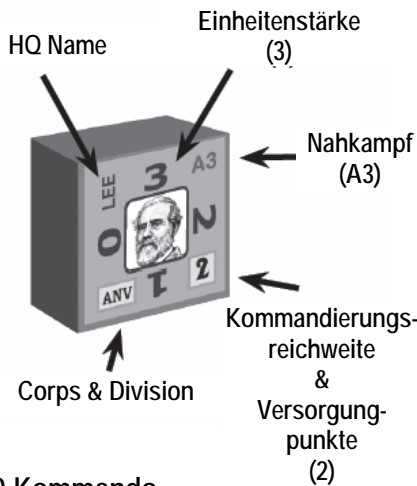 Einheitenstärke
(3)
HQ Name
Nahkampf
(A3)
LEE
3
A3
0
2
ANV
1
2
Kommandierungs-
reichweite
&
Versorgung-
punkte
(2)
Corps & Division